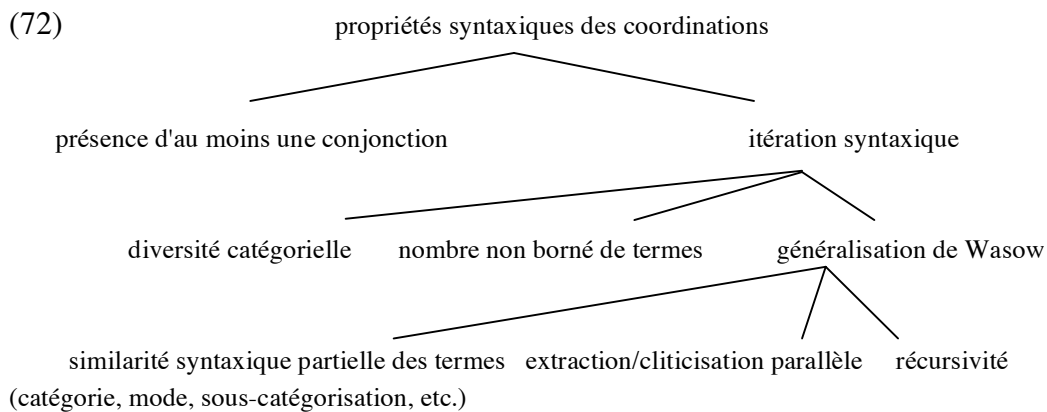 (72) propriétés syntaxiques des coordinations
présence d'au moins une conjonction itération syntaxique
diversité catégorielle nombre non borné de termes généralisation de Wasow
similarité syntaxique partielle des termes extraction/cliticisation parallèle récursivité
(catégorie, mode, sous-catégorisation, etc.)